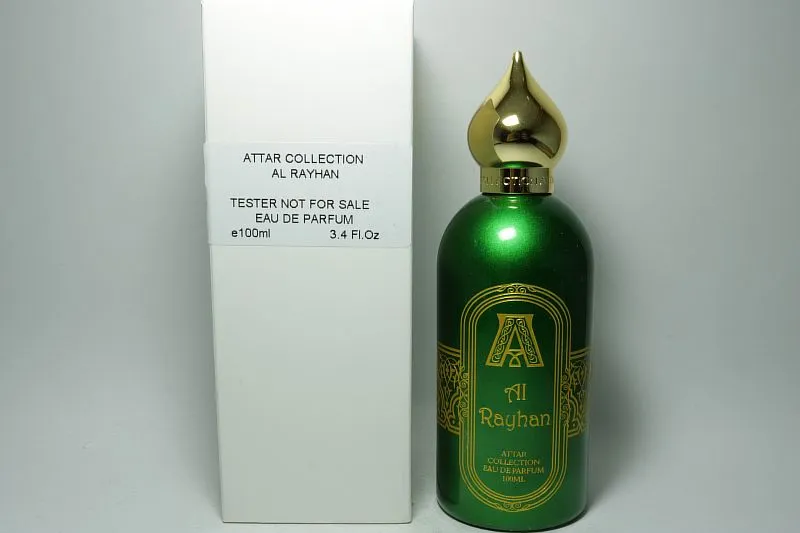 ATTAR COLLECTION
AL RAYHAN
TESTER NOT FOR SALE
EAU DE PARFUM
e100ml 3.4 Fl.Oz
A
Al
Rayhan
ATTAR
COLLECTION
EAU DE PARFUM
100ML